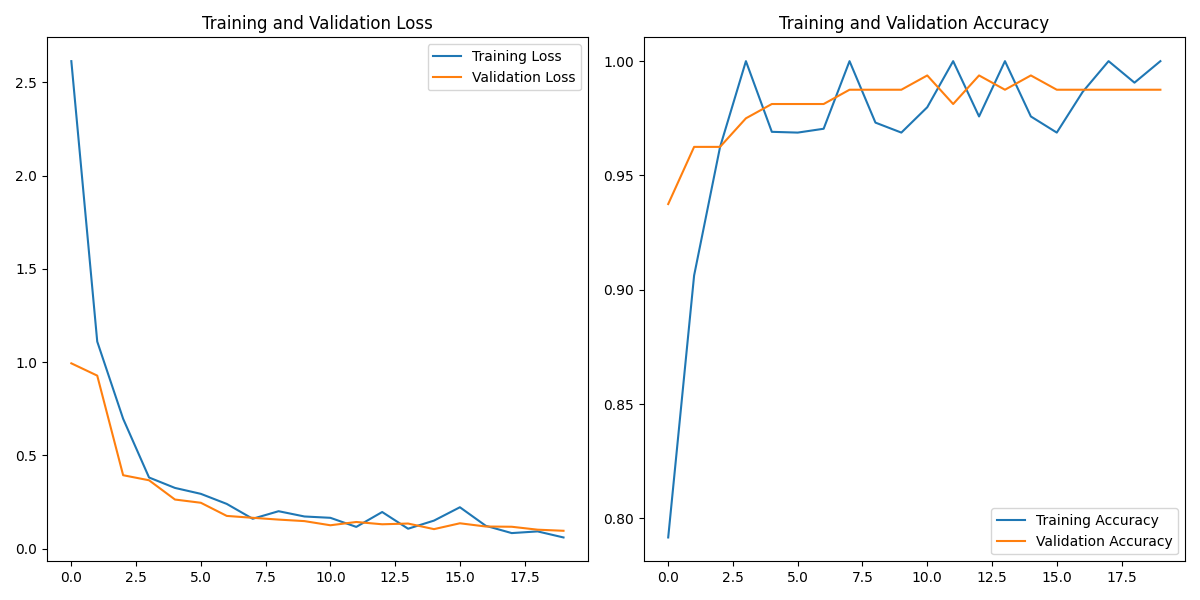 Training and Validation Loss
Training Loss
Validation Loss
2.5
2.0
1.5
1.0
0.5
0.0
0.0 2.5 5.0 7.5 10.0 12.5 15.0 17.5
Training and Validation Accuracy
1.00
0.95
0.90
0.85
0.80
Training Accuracy
Validation Accuracy
0.0 2.5 5.0 7.5 10.0 12.5 15.0 17.5